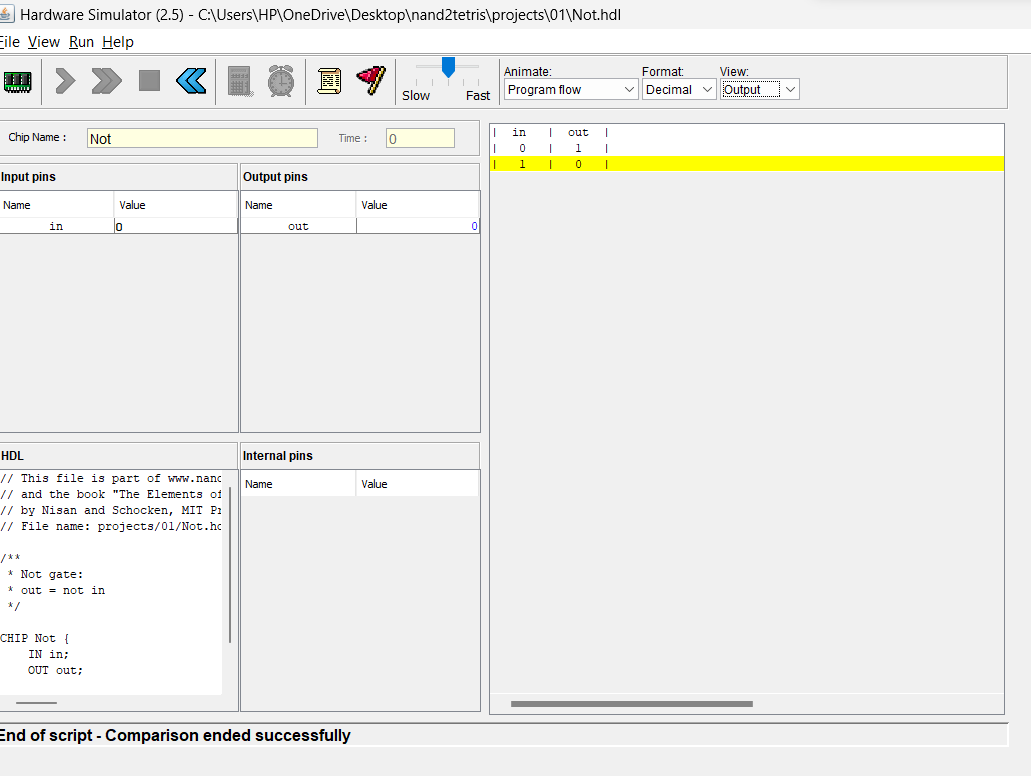 Hardware Simulator (2.5) - C:\Users\HP\OneDrive\Desktop\nand2tetris\projects\01\Not.hdl
File View Run Help
Slow Fast
Animate: Format: View:
Program flow Decimal Output
Chip Name : Not Time : 0
| in | out |
| 0 | 1 |
| 1 | 0 |
Input pins
Name Value
in 0
Output pins
Name Value
out 0
HDL
// This file is part of www.nand
// and the book "The Elements of
// by Nisan and Schocken, MIT Pr
// File name: projects/01/Not.hd
/**
* Not gate:
* out = not in
*/
CHIP Not {
IN in;
OUT out;
Internal pins
Name Value
End of script - Comparison ended successfully